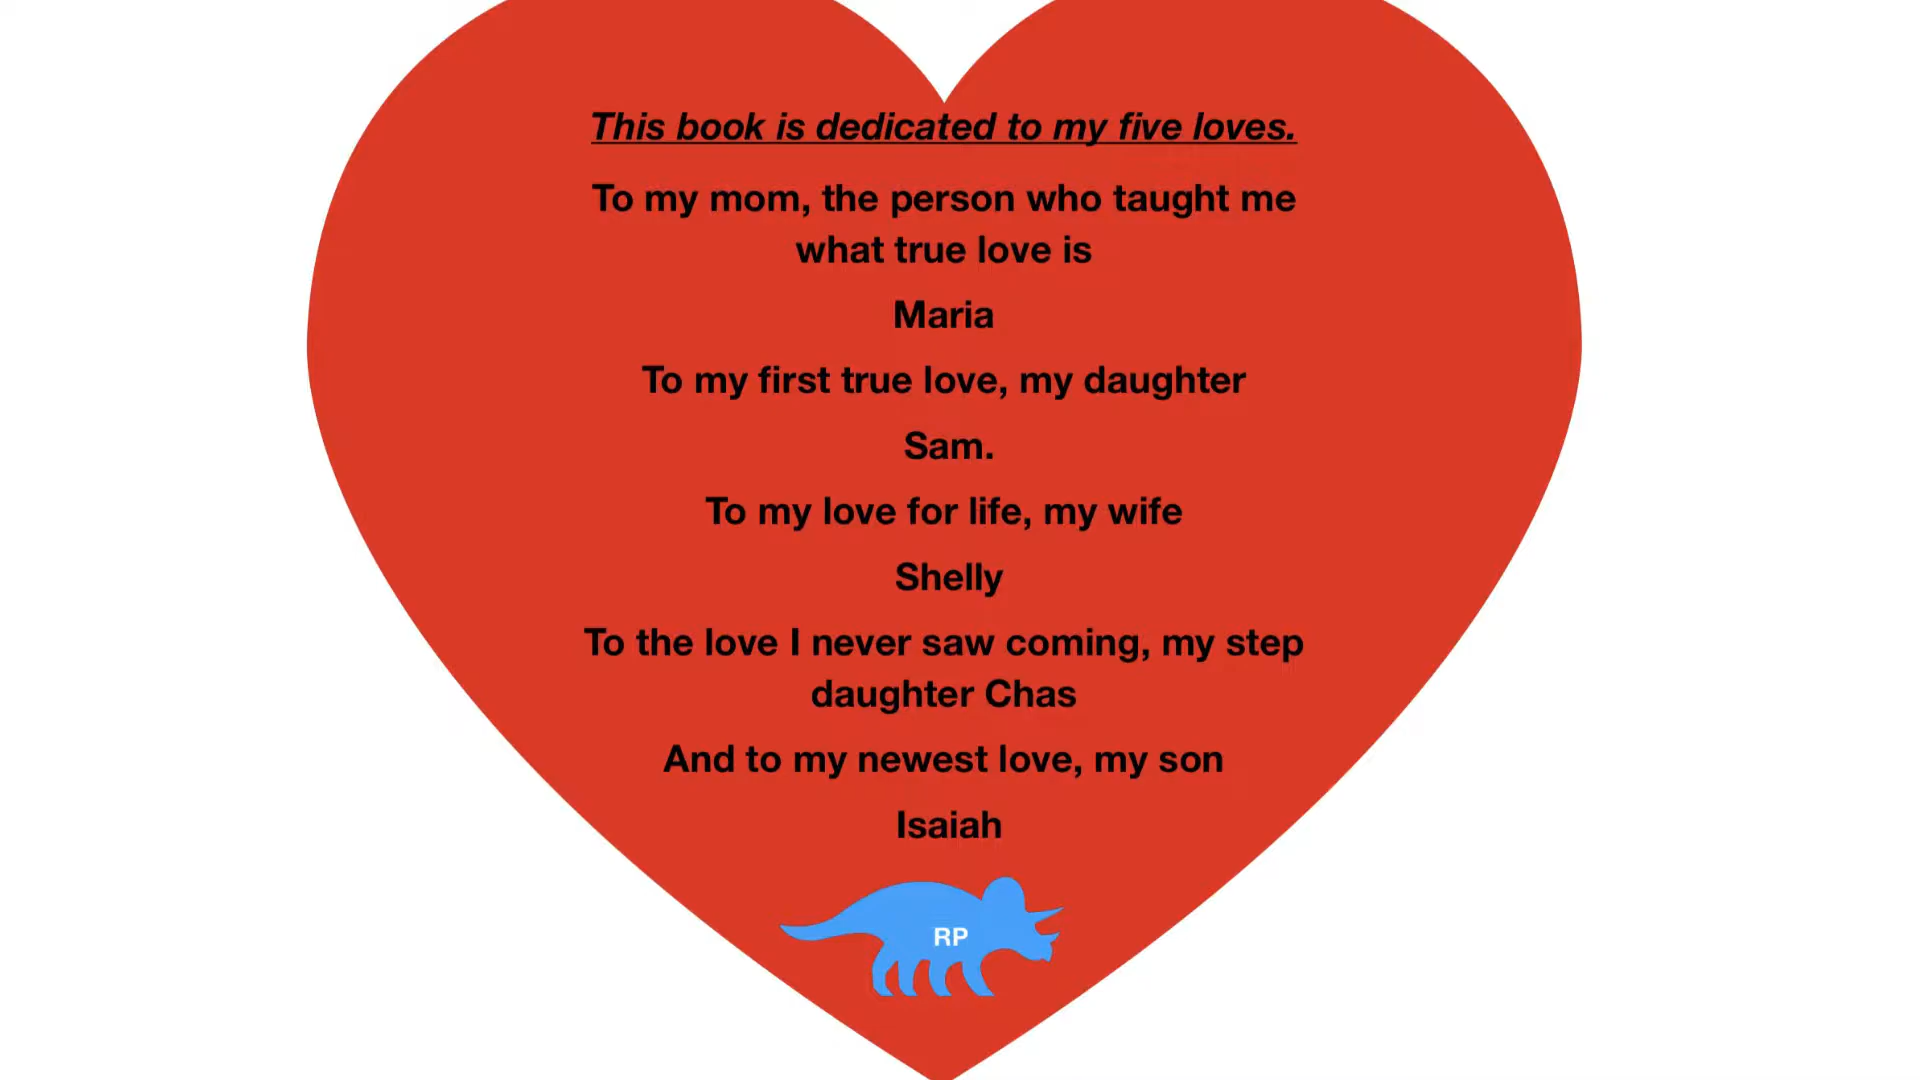 This book is dedicated to my five loves.
To my mom, the person who taught me
what true love is
Maria
To my first true love, my daughter
Sam.
To my love for life, my wife
Shelly
To the love I never saw coming, my step
daughter Chas
And to my newest love, my son
Isaiah
RP